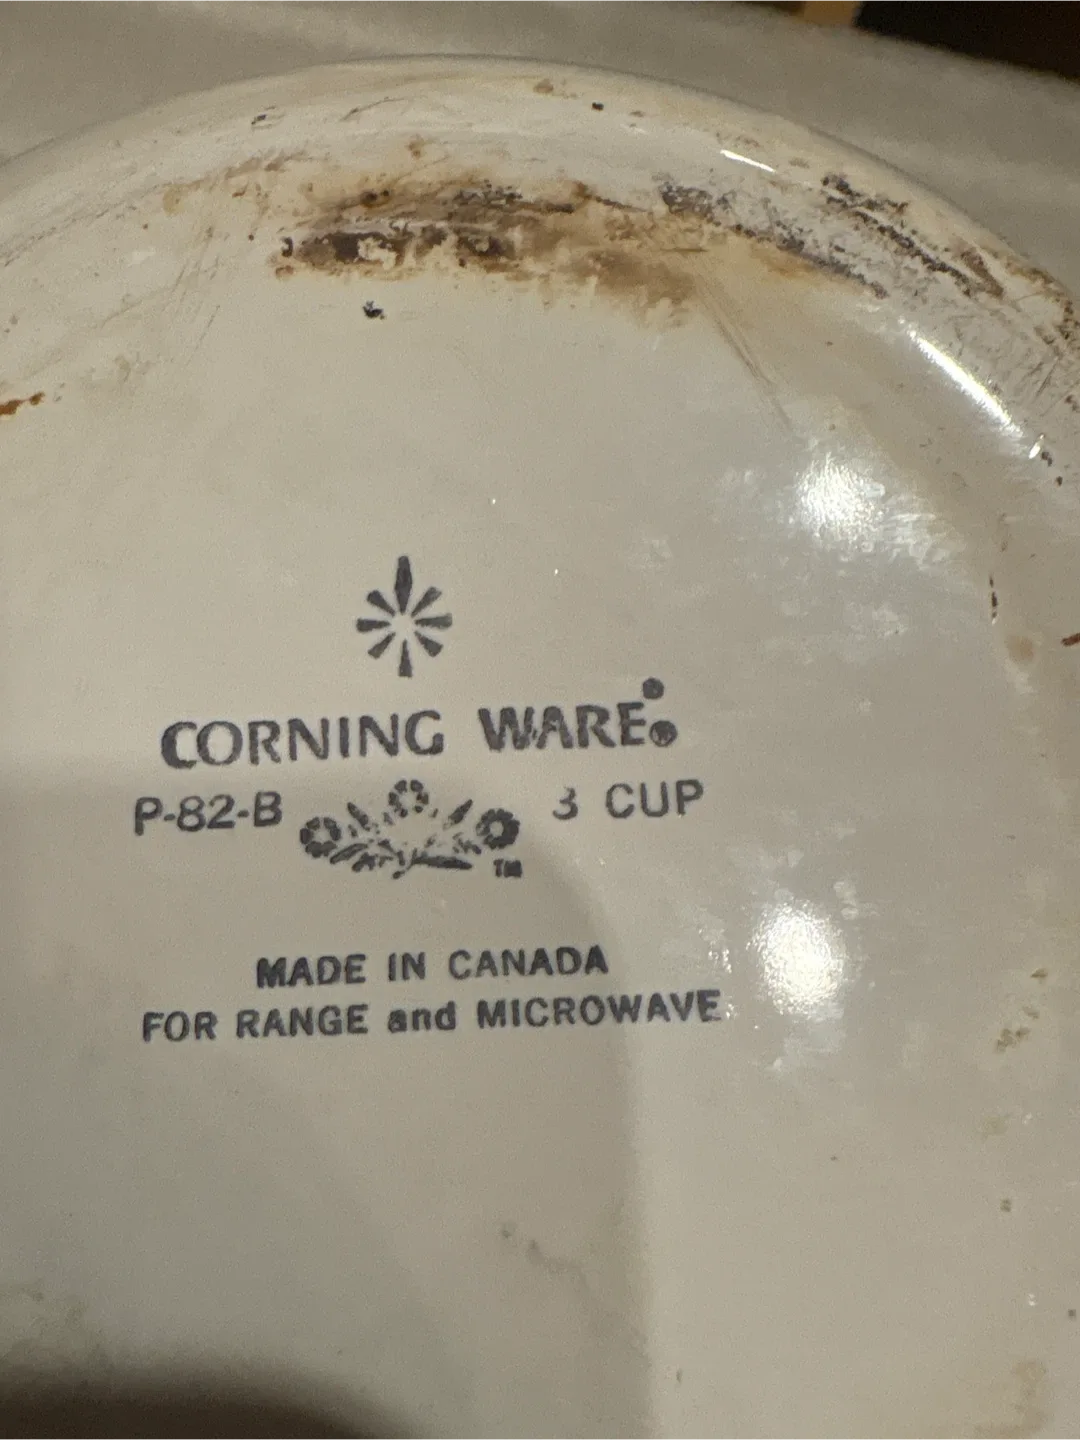 CORNING WARE®
P-82-B 3 CUP
TM
MADE IN CANADA
FOR RANGE and MICROWAVE